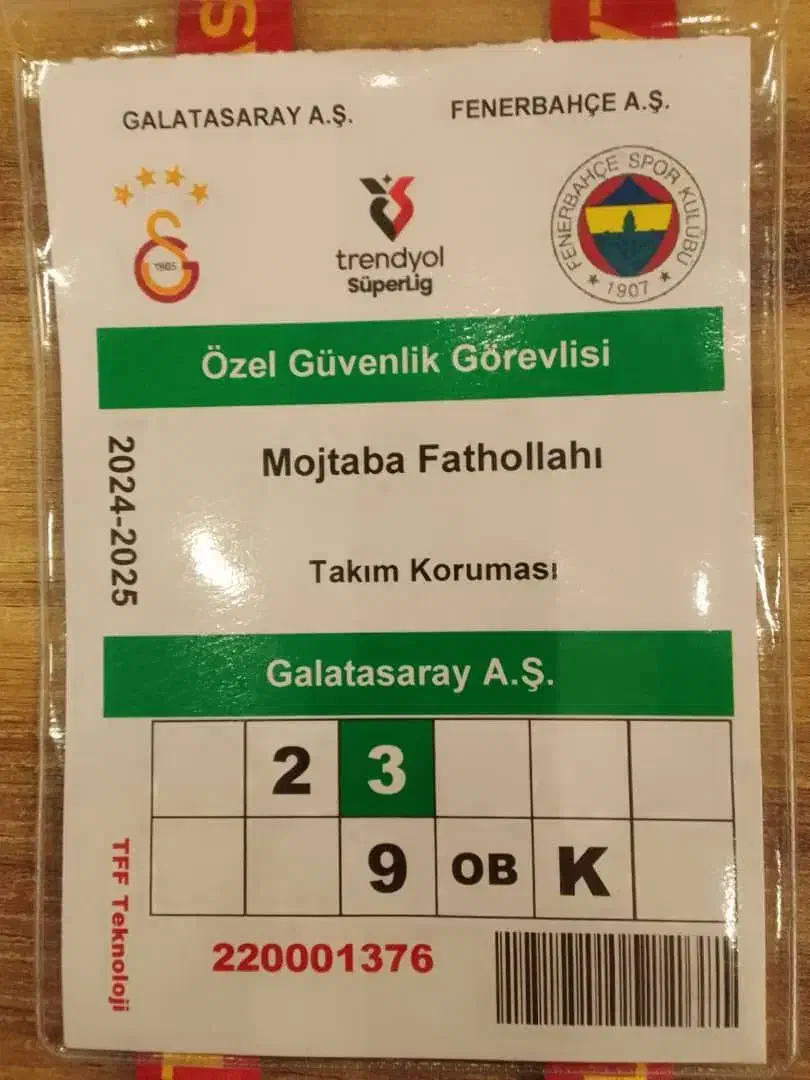 GALATASARAY A.Ş. FENERBAHÇE A.Ş.
1905
FENERBAHÇE SPOR KULÜBÜ
1907
trendyol
SüperLig
Özel Güvenlik Görevlisi
2024-2025
Mojtaba Fathollahı
Takım Koruması
Galatasaray A.Ş.
2 3
9 OB K
TFF Teknoloji
220001376